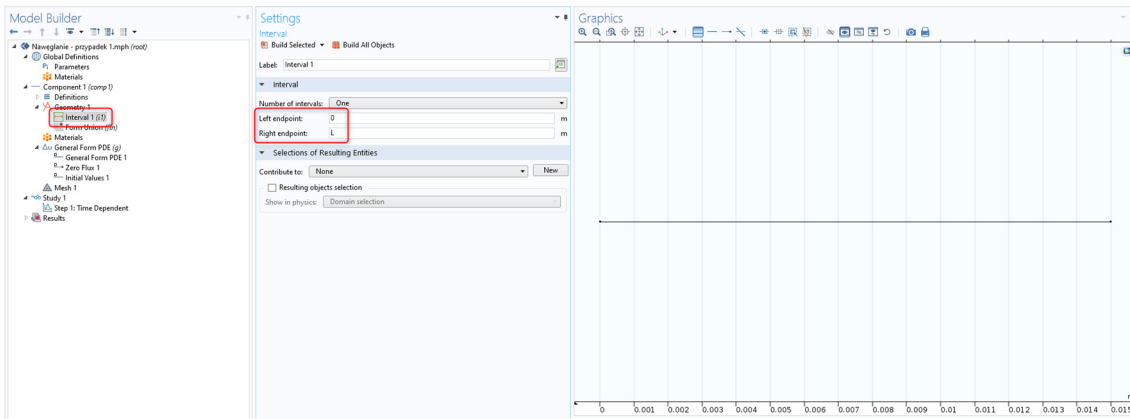 Model Builder
Naweglanie - przypadek 1.mph (root)
Global Definitions
Pi Parameters
Materials
Component 1 (comp1)
Definitions
Geometry 1
Interval 1 (i1)
Form Union (fin)
Materials
Δu General Form PDE (g)
General Form PDE 1
Zero Flux 1
Initial Values 1
Mesh 1
Study 1
Step 1: Time Dependent
Results
Settings
Interval
Build Selected
Build All Objects
Label: Interval 1
Interval
Number of intervals: One
Left endpoint: 0 m
Right endpoint: L m
Selections of Resulting Entities
Contribute to: None New
Resulting objects selection
Show in physics: Domain selection
Graphics
0 0.001 0.002 0.003 0.004 0.005 0.006 0.007 0.008 0.009 0.01 0.011 0.012 0.013 0.014 0.015